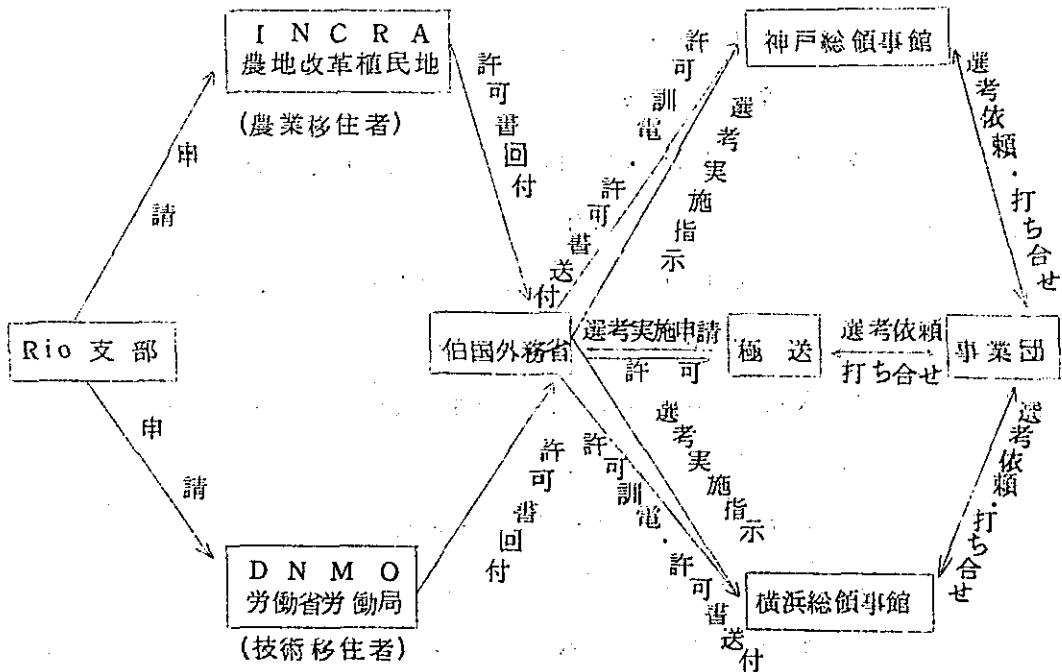 INCRA
農地改革植民地
(農業移住者)
申請
許可書回付
Rio 支部
申請
DNMO
労働省労働局
(技術移住者)
許可書回付
伯国外務省
許可訓電・許可書送付
選考実施指示
神戸総領事館
選考依頼・打ち合せ
選考実施申請
許可
極送
選考依頼
打ち合せ
事業団
選考実施指示
許可訓電・許可書送付
横浜総領事館
選考依頼・打ち合せ